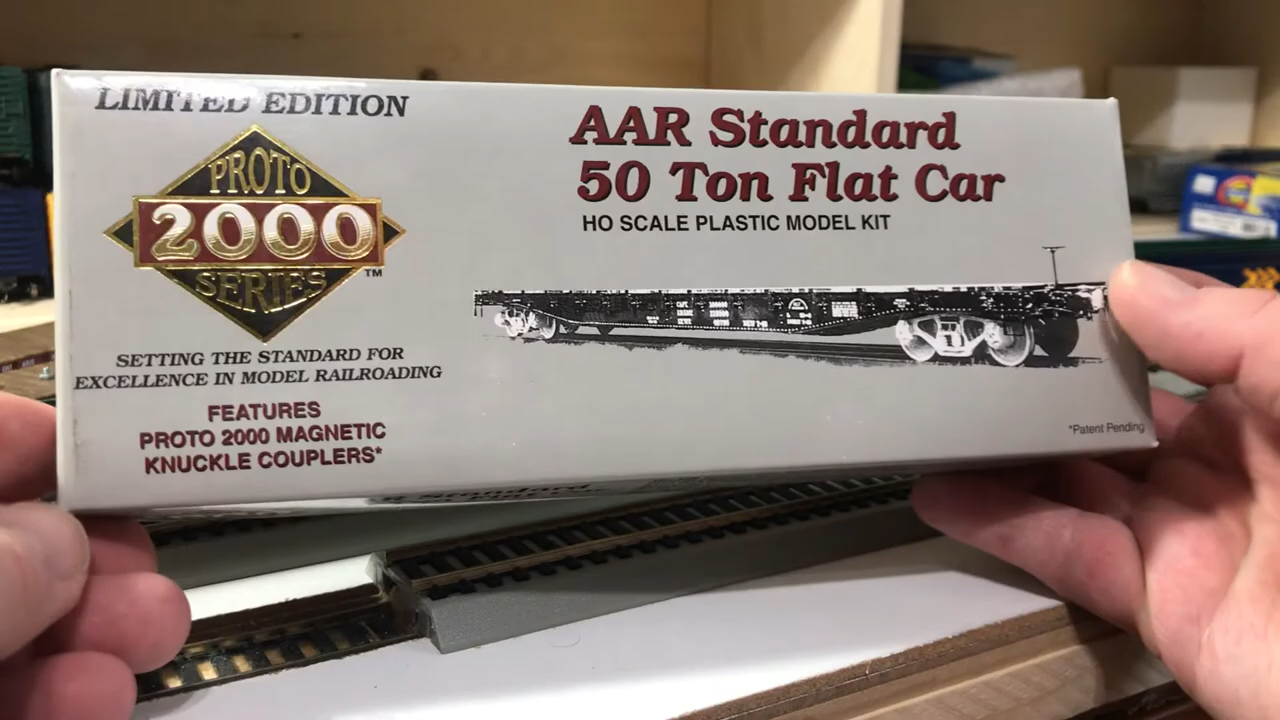 LIMITED EDITION
PROTO
2000
SERIES
TM
SETTING THE STANDARD FOR
EXCELLENCE IN MODEL RAILROADING
FEATURES
PROTO 2000 MAGNETIC
KNUCKLE COUPLERS*
AAR Standard
50 Ton Flat Car
HO SCALE PLASTIC MODEL KIT
*Patent Pending